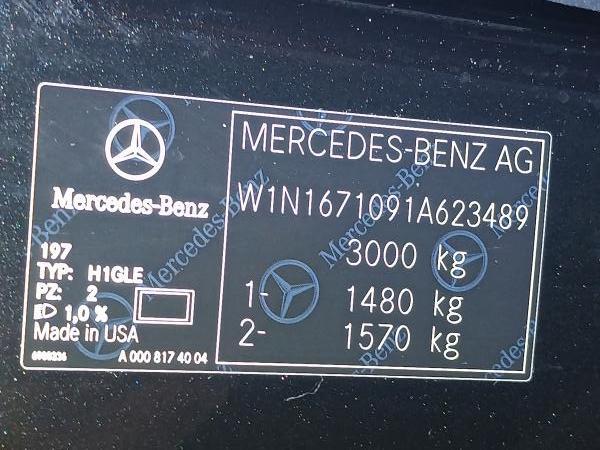 MERCEDES-BENZ AG
W1N1671091A623489
3000 kg
1- 1480 kg
2- 1570 kg
Mercedes-Benz
197
TYP: H1GLE
PZ: 2
1,0 %
Made in USA
A 000 817 40 04